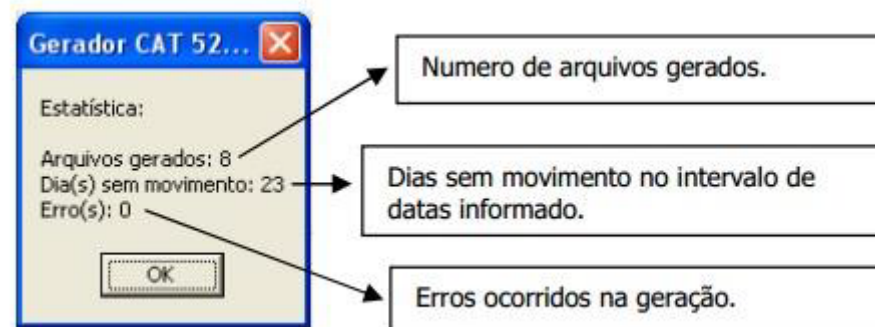 Gerador CAT 52...
Estatística:
Arquivos gerados: 8
Dia(s) sem movimento: 23
Erro(s): 0
OK
Numero de arquivos gerados.
Dias sem movimento no intervalo de
datas informado.
Erros ocorridos na geração.